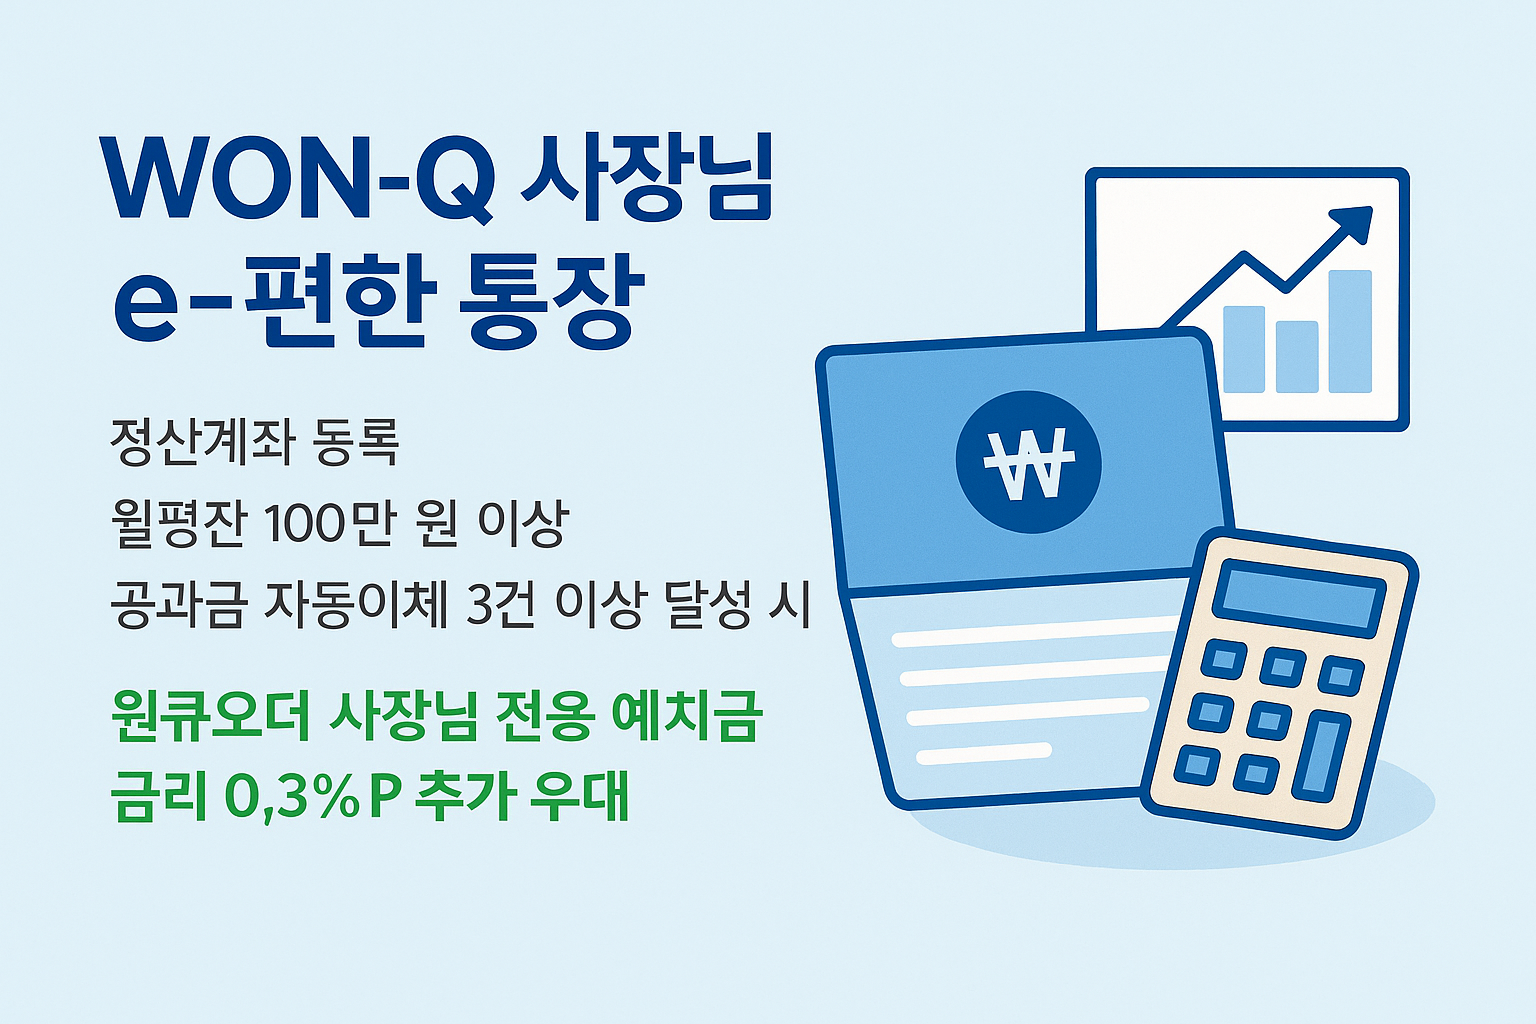 WON-Q 사장님
e-편한 통장
정산계좌 동록
월평잔 100만 원 이상
공과금 자동이체 3건 이상 달성 시
원큐오더 사장님 전용 예치금
금리 0,3%P 추가 우대
₩